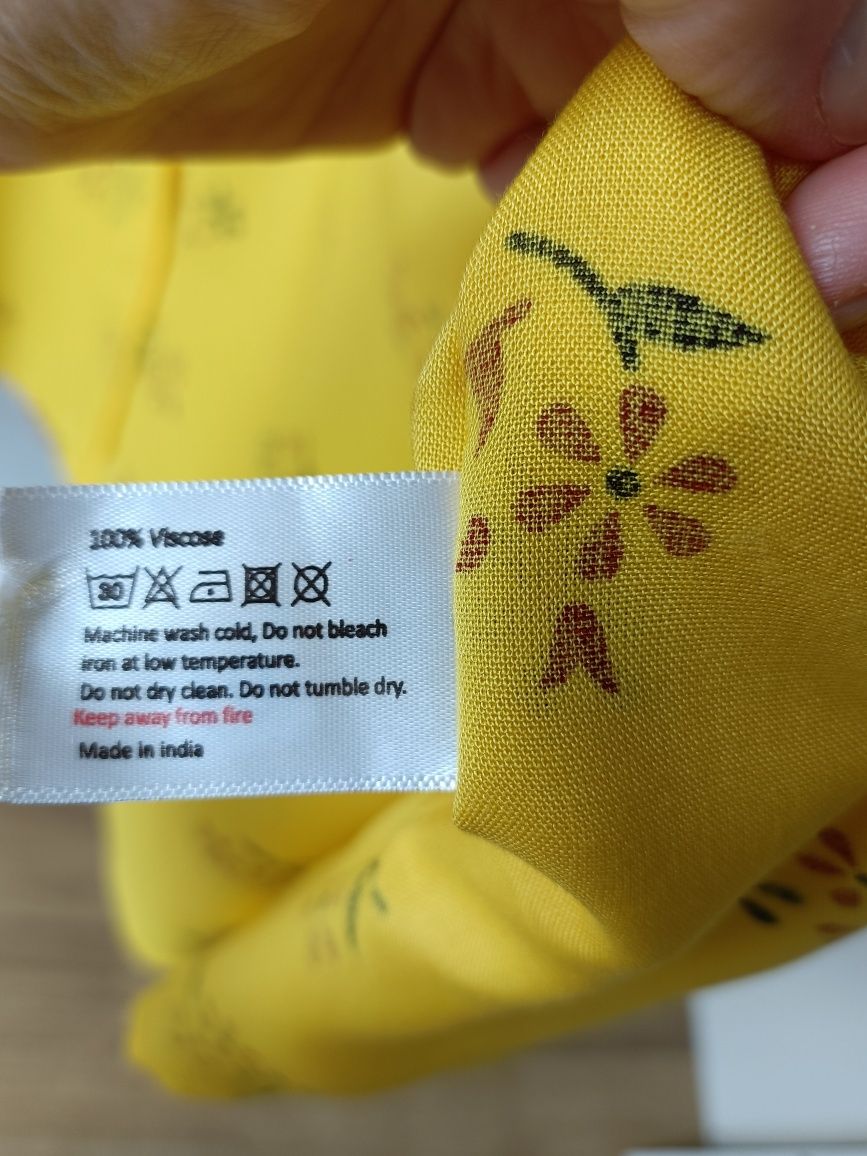 100% Viscose
30
Machine wash cold, Do not bleach
iron at low temperature.
Do not dry clean. Do not tumble dry.
Keep away from fire
Made in india